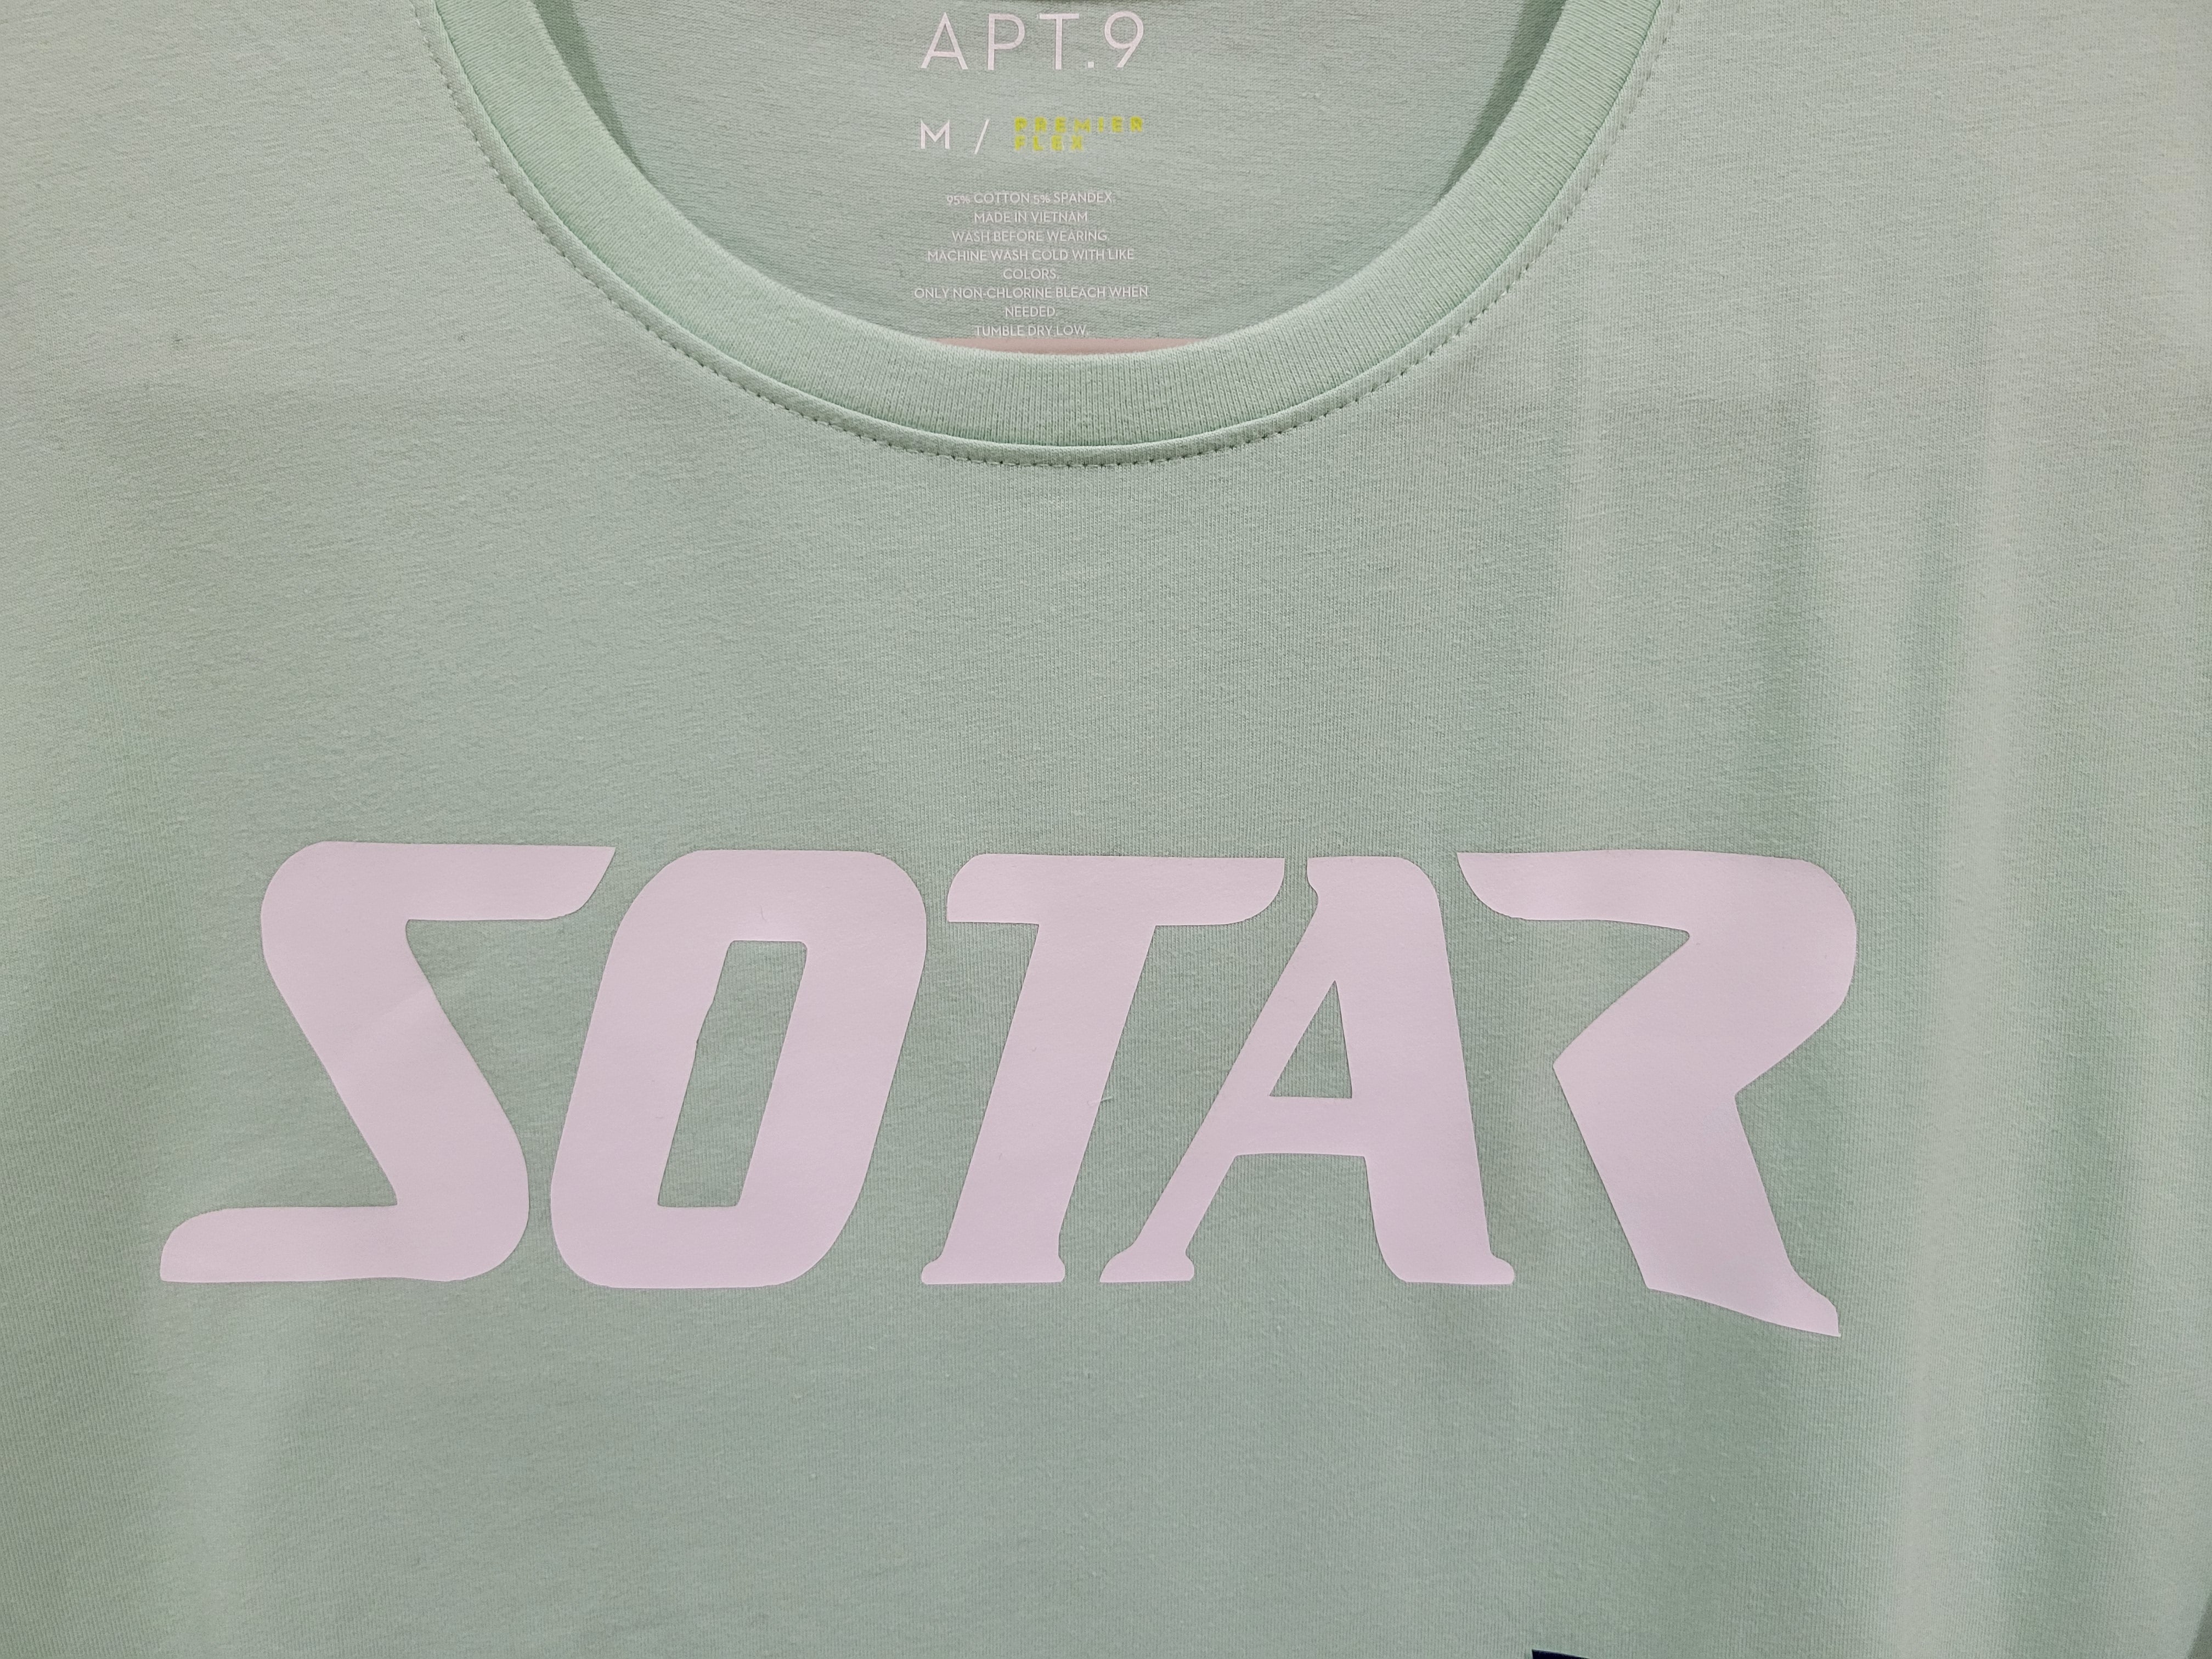 APT.9
M / PREMIER
FLEX
95% COTTON 5% SPANDEX.
MADE IN VIETNAM
WASH BEFORE WEARING
MACHINE WASH COLD WITH LIKE
COLORS.
ONLY NON-CHLORINE BLEACH WHEN
NEEDED.
TUMBLE DRY LOW.
SOTAR